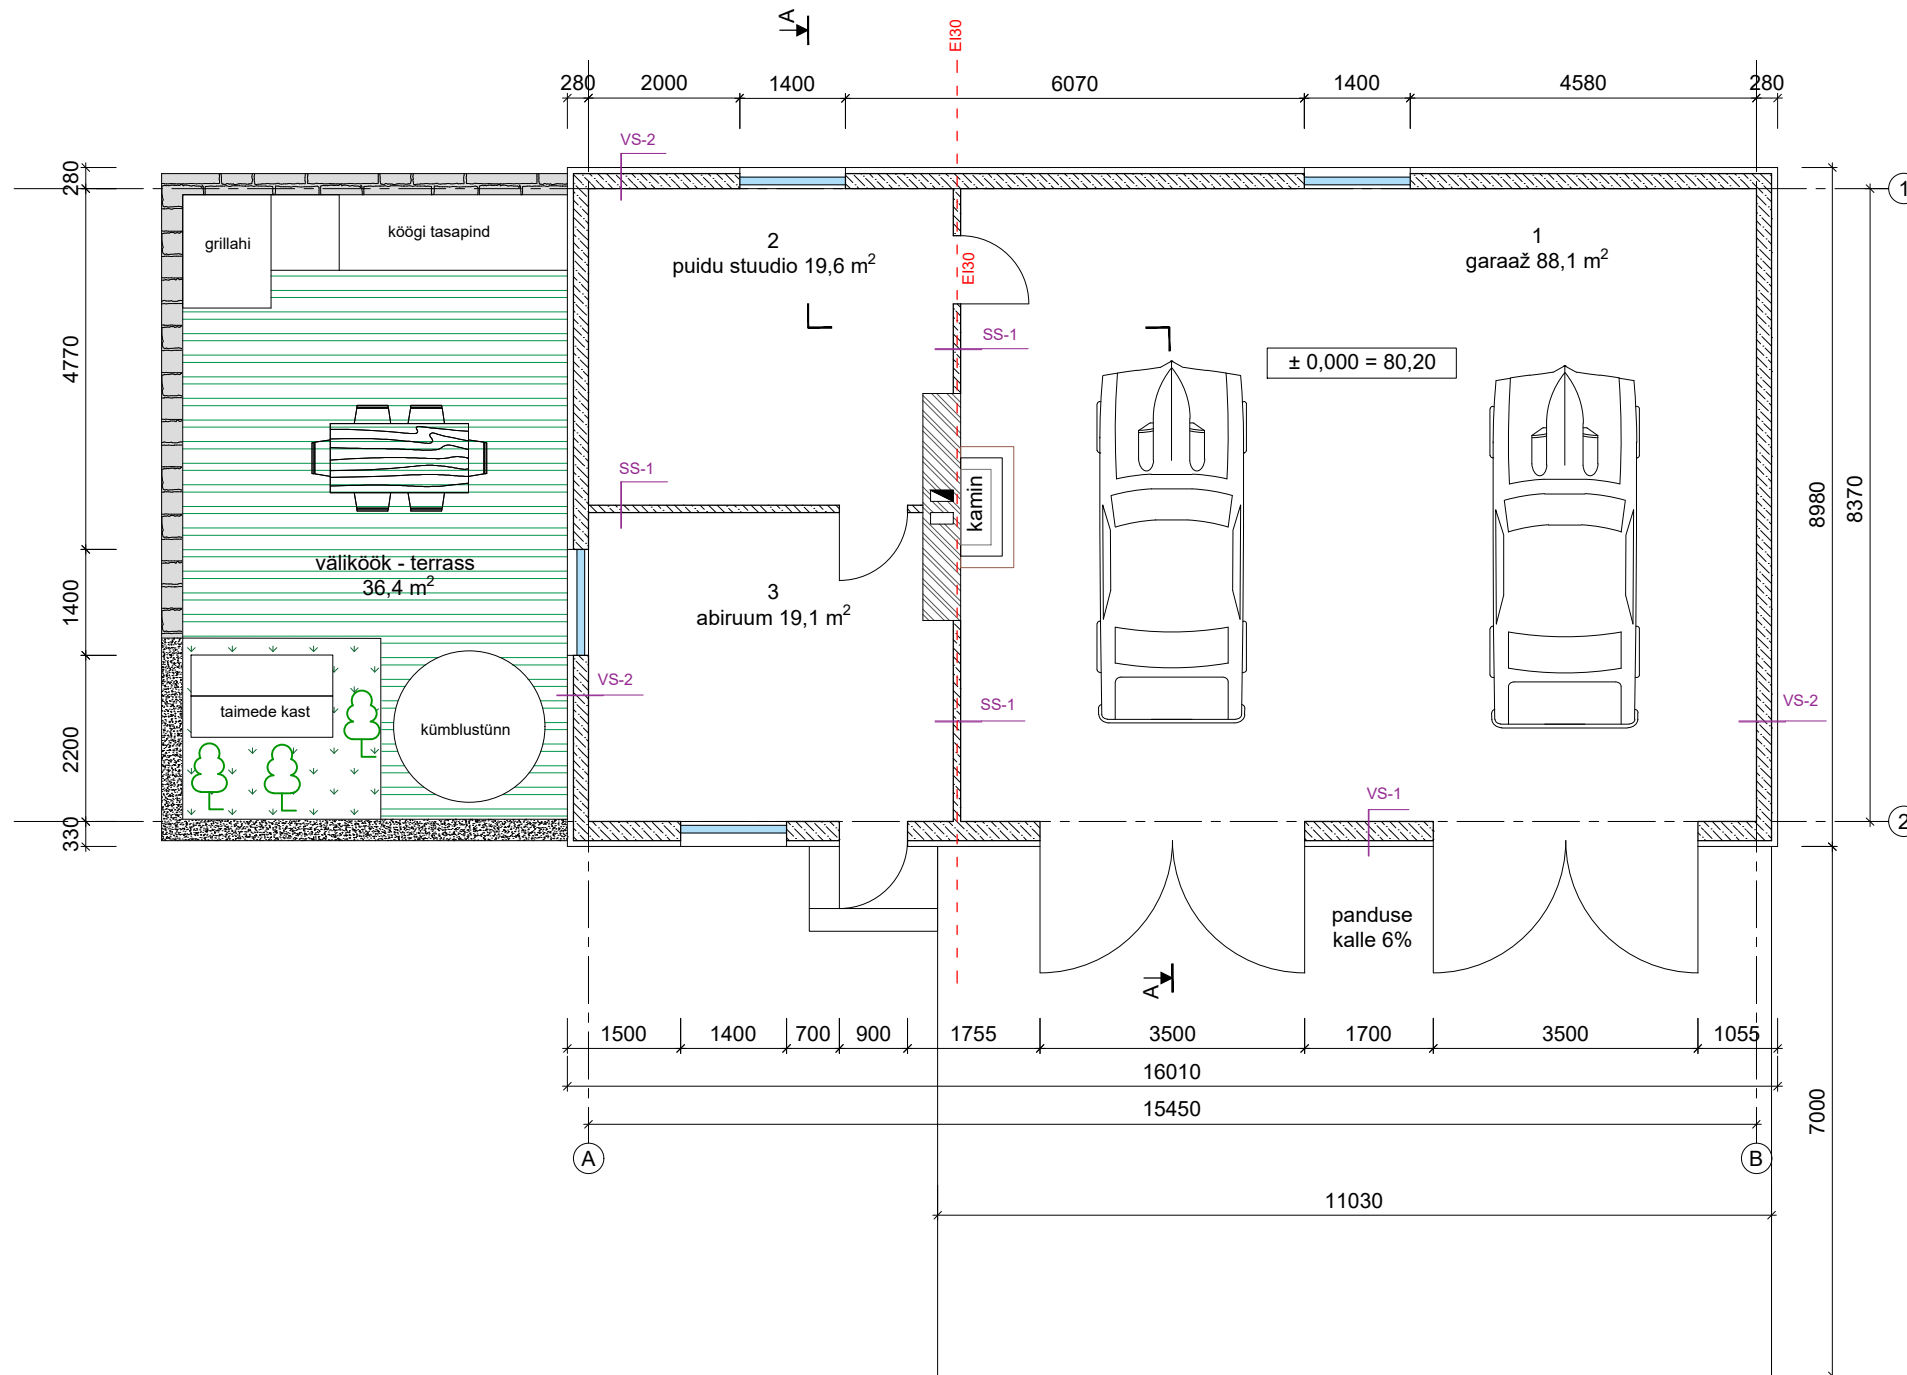 A
EI30
280
2000
1400
6070
1400
4580
280
VS-2
280
1
grillahi
köögi tasapind
2
puidu stuudio 19,6 m²
EI30
1
garaaž 88,1 m²
SS-1
± 0,000 = 80,20
4770
SS-1
kamin
8980
8370
väliköök - terrass
36,4 m²
1400
3
abiruum 19,1 m²
VS-2
SS-1
VS-2
taimede kast
kümblustünn
2200
VS-1
330
2
panduse
kalle 6%
A
1500
1400
700
900
1755
3500
1700
3500
1055
16010
15450
7000
A
B
11030